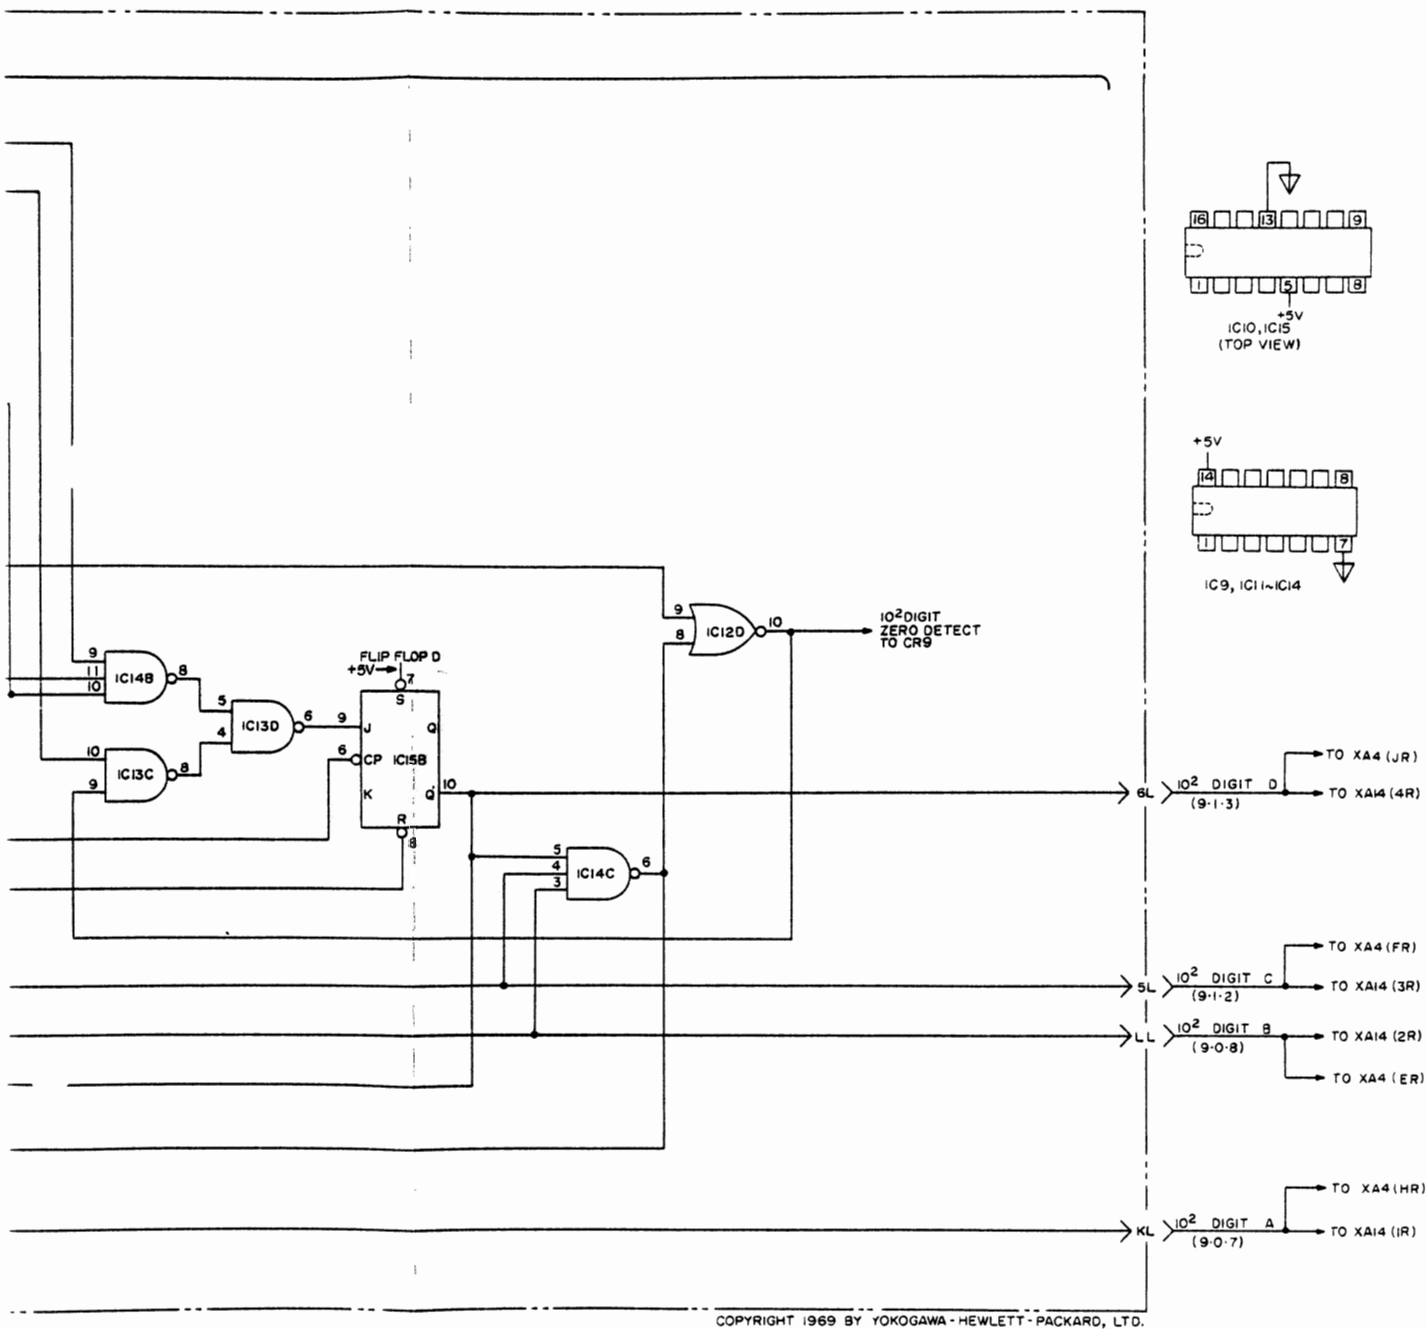 16 13 9
1 5 8
+5V
IC10, IC15
(TOP VIEW)
+5V
14 8
1 7
IC9, IC11~IC14
9
11
10
IC14B
8
10
9
IC13C
8
5
4
IC13D
6
FLIP FLOP D
+5V
7
S
9
J
Q
6
CP
IC15B
K
Q
10
R
8
9
8
IC12D
10
10² DIGIT
ZERO DETECT
TO CR9
5
4
3
IC14C
6
6L
10² DIGIT D
(9-1-3)
TO XA4 (JR)
TO XA14 (4R)
5L
10² DIGIT C
(9-1-2)
TO XA4 (FR)
TO XA14 (3R)
LL
10² DIGIT B
(9-0-8)
TO XA14 (2R)
TO XA4 (ER)
KL
10² DIGIT A
(9-0-7)
TO XA4 (HR)
TO XA14 (1R)
COPYRIGHT 1969 BY YOKOGAWA-HEWLETT-PACKARD, LTD.